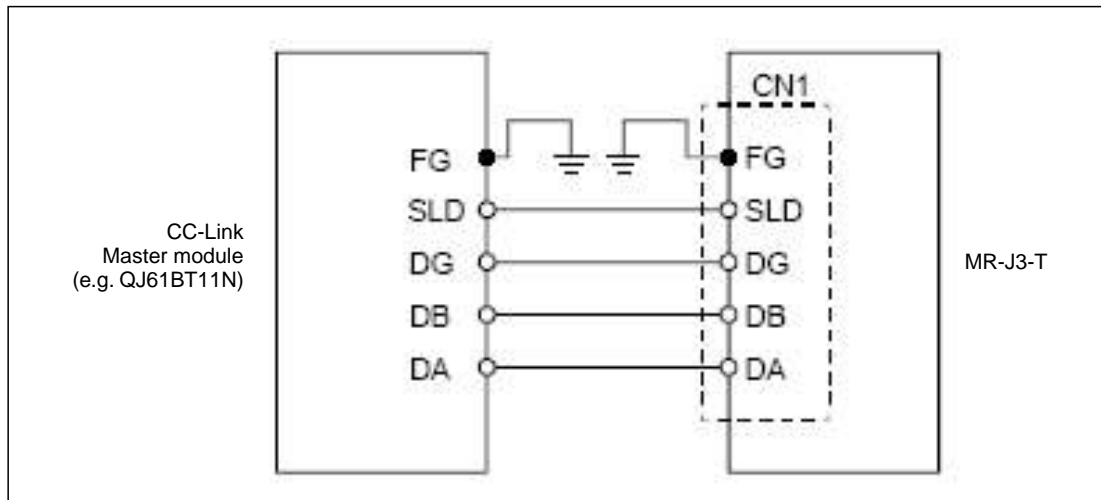 CN1
FG
FG
SLD
SLD
CC-Link
Master module
(e.g. QJ61BT11N)
DG
DG
MR-J3-T
DB
DB
DA
DA